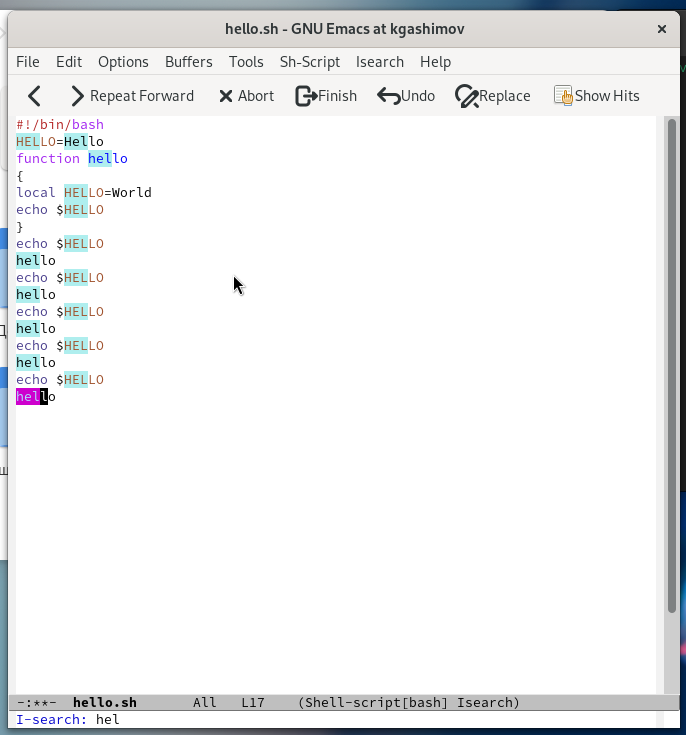 hello.sh - GNU Emacs at kgashimov
File Edit Options Buffers Tools Sh-Script Isearch Help
Repeat Forward Abort Finish Undo Replace Show Hits
#!/bin/bash
HELLO=Hello
function hello
{
local HELLO=World
echo $HELLO
}
echo $HELLO
hello
echo $HELLO
hello
echo $HELLO
hello
echo $HELLO
hello
echo $HELLO
hello
-:**- hello.sh All L17 (Shell-script[bash] Isearch)
I-search: hel